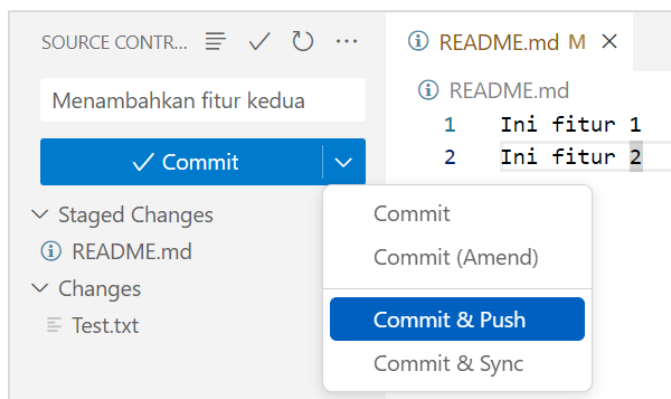 SOURCE CONTR...
Menambahkan fitur kedua
Commit
Staged Changes
README.md
Changes
Test.txt
README.md M
README.md
1 Ini fitur 1
2 Ini fitur 2
Commit
Commit (Amend)
Commit & Push
Commit & Sync